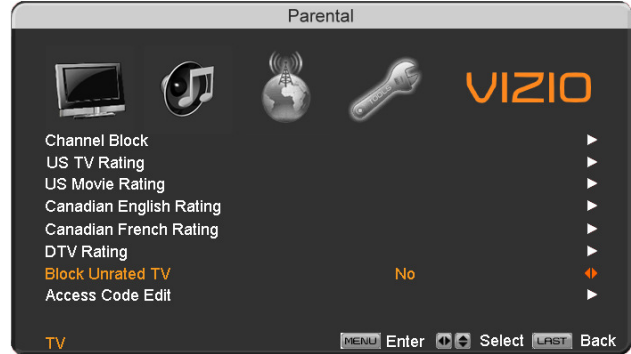 Parental
TOOLS
VIZIO
Channel Block
US TV Rating
US Movie Rating
Canadian English Rating
Canadian French Rating
DTV Rating
Block Unrated TV No
Access Code Edit
TV MENU Enter Select LAST Back